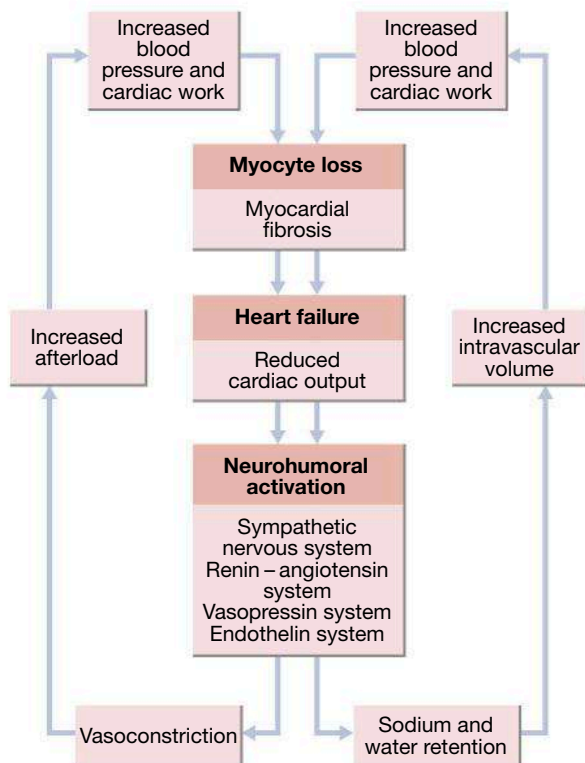 Increased
blood
pressure and
cardiac work
Increased
blood
pressure and
cardiac work
Myocyte loss
Myocardial
fibrosis
Heart failure
Reduced
cardiac output
Increased
afterload
Increased
intravascular
volume
Neurohumoral
activation
Sympathetic
nervous system
Renin – angiotensin
system
Vasopressin system
Endothelin system
Vasoconstriction
Sodium and
water retention